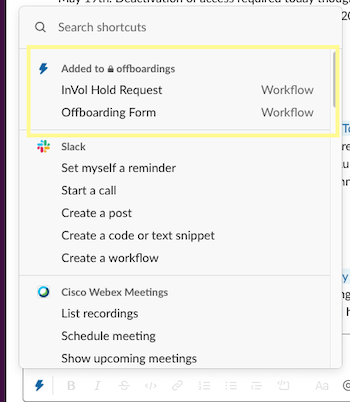 May 19th. Deactivation of access required today
Search shortcuts
Added to offboardings
InVol Hold Request Workflow
Offboarding Form Workflow
Slack
Set myself a reminder
Start a call
Create a post
Create a code or text snippet
Create a workflow
Cisco Webex Meetings
List recordings
Schedule meeting
Show upcoming meetings
B I S </> Aa